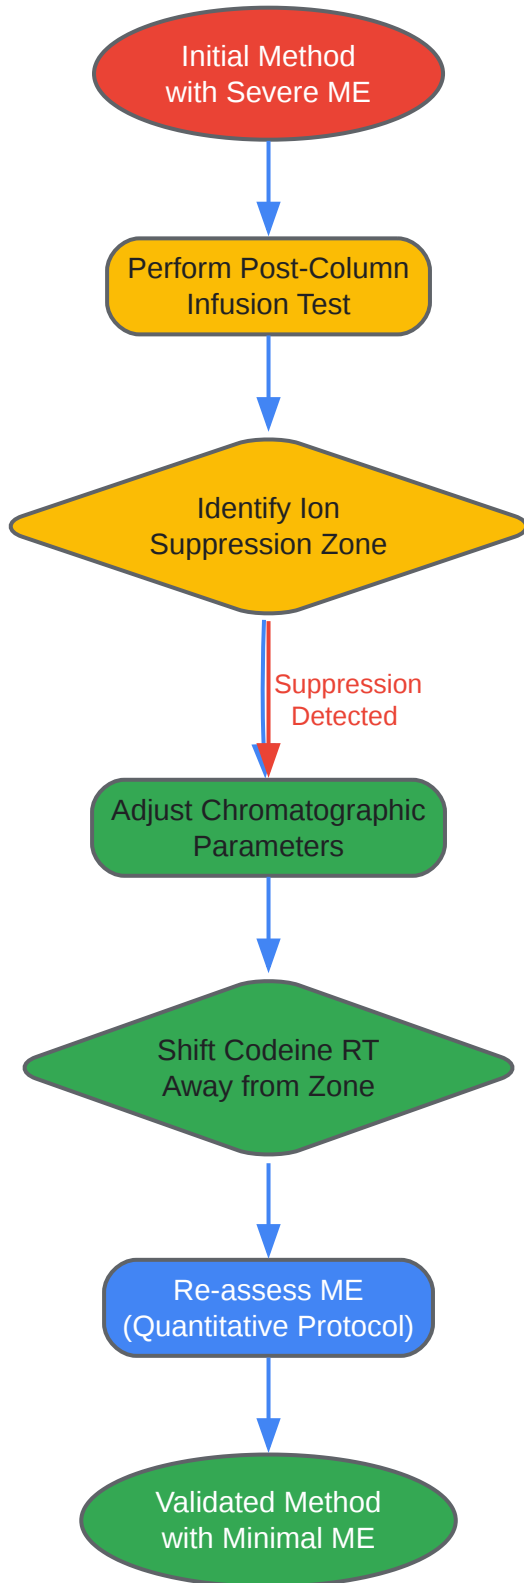 Initial Method
with Severe ME
Perform Post-Column
Infusion Test
Identify Ion
Suppression Zone
Suppression
Detected
Adjust Chromatographic
Parameters
Shift Codeine RT
Away from Zone
Re-assess ME
(Quantitative Protocol)
Validated Method
with Minimal ME